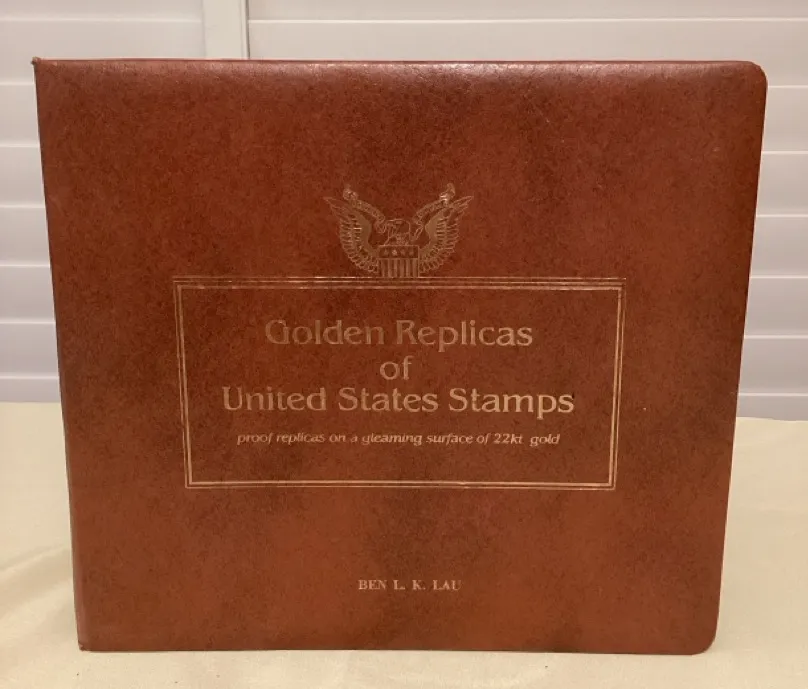 Golden Replicas
of
United States Stamps
proof replicas on a gleaming surface of 22kt gold
BEN L. K. LAU